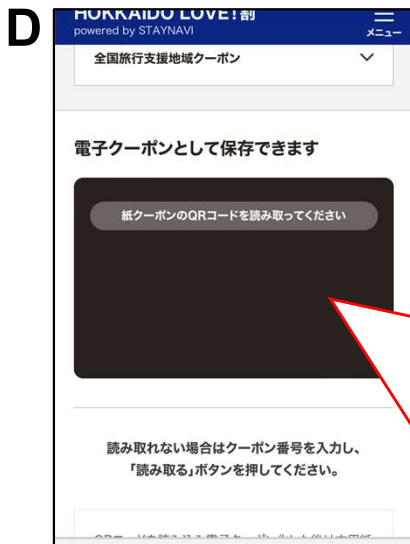 D
HOKKAIDO LOVE!割
powered by STAYNAVI
メニュー
全国旅行支援地域クーポン
電子クーポンとして保存できます
紙クーポンのQRコードを読み取ってください
読み取れない場合はクーポン番号を入力し、
「読み取る」ボタンを押してください。